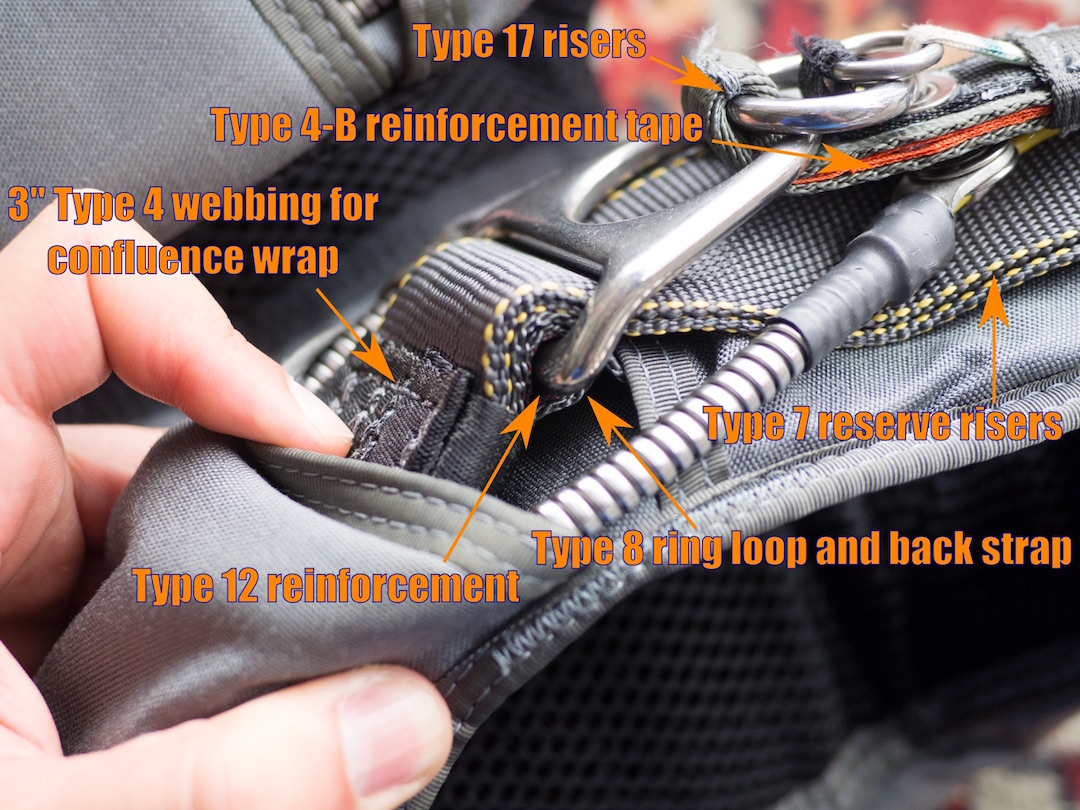 Type 17 risers
Type 4-B reinforcement tape
3" Type 4 webbing for
confluence wrap
Type 7 reserve risers
Type 8 ring loop and back strap
Type 12 reinforcement